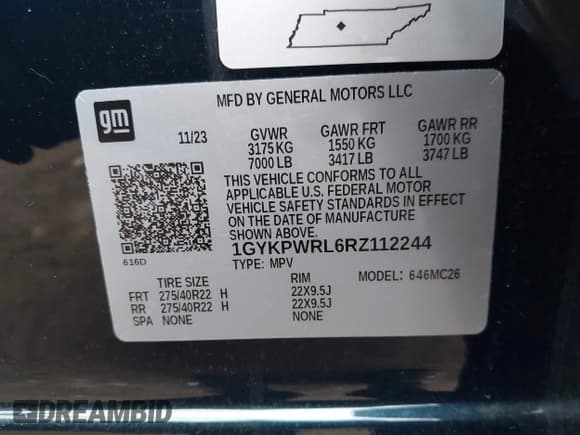 MFD BY GENERAL MOTORS LLC
gm
11/23 GVWR GAWR FRT GAWR RR
3175 KG 1550 KG 1700 KG
7000 LB 3417 LB 3747 LB
THIS VEHICLE CONFORMS TO ALL
APPLICABLE U.S. FEDERAL MOTOR
VEHICLE SAFETY STANDARDS IN EFFECT
ON THE DATE OF MANUFACTURE
SHOWN ABOVE.
1GYKPWRL6RZ112244
616D
TYPE: MPV
TIRE SIZE RIM MODEL: 646MC26
FRT 275/40R22 H 22X9.5J
RR 275/40R22 H 22X9.5J
SPA NONE NONE
DREAMBID